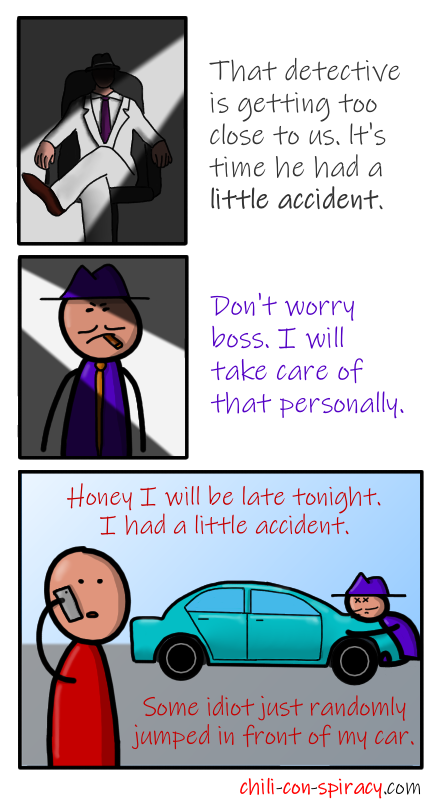 That detective
is getting too
close to us. It's
time he had a
little accident.
Don't worry
boss. I will
take care of
that personally.
Honey I will be late tonight.
I had a little accident.
Some idiot just randomly
jumped in front of my car.
chili-con-spiracy.com